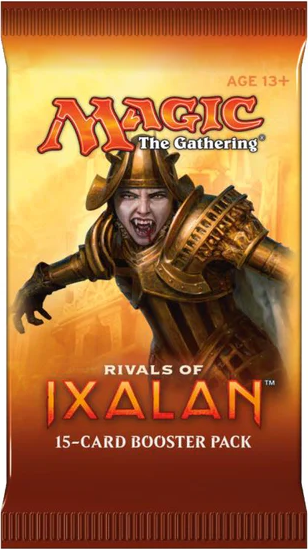 AGE 13+
MAGIC
The Gathering®
RIVALS OF
IXALAN™
15-CARD BOOSTER PACK